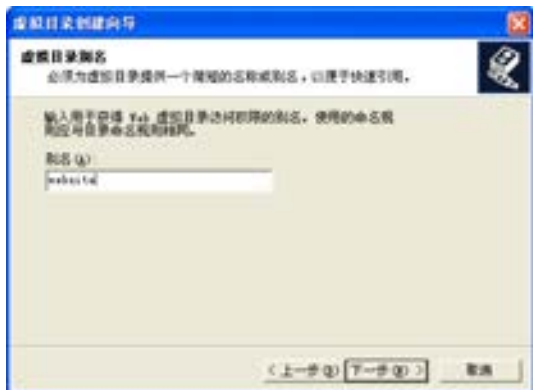 虚拟目录创建向导
虚拟目录别名
必须为虚拟目录提供一个简短的名称或别名，以便于快速引用。
输入用于获得 Web 虚拟目录访问权限的别名。使用的命名规
则应与目录命名规则相同。
别名(A)
website
<上一步(B) 下一步(N)> 取消